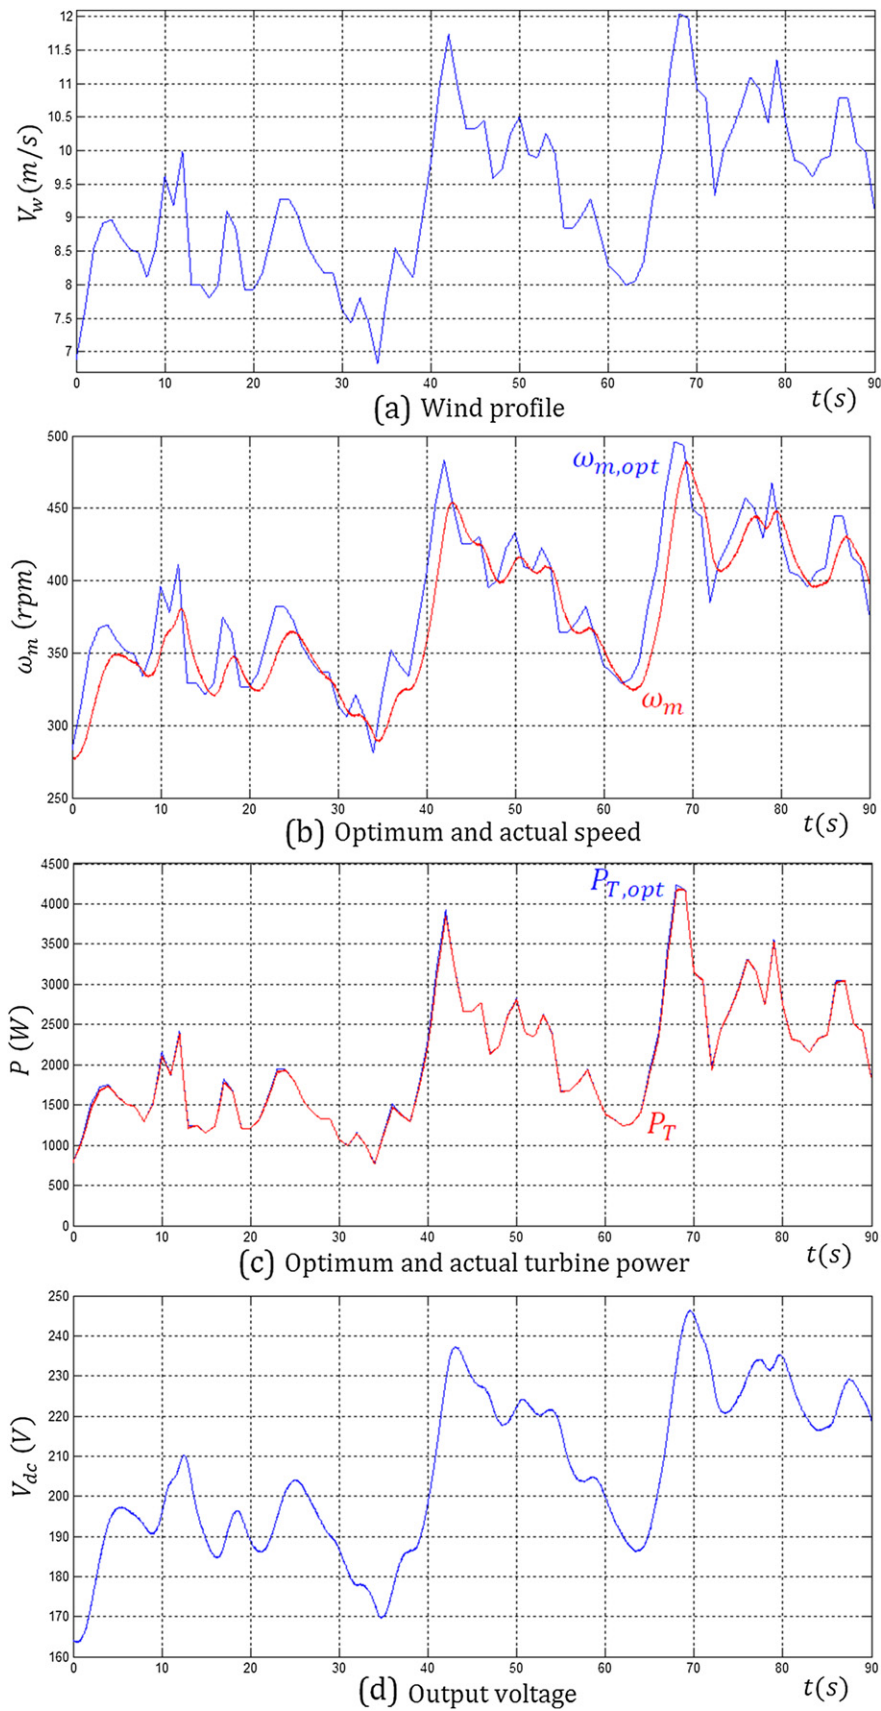 V_w (m/s)
12
11.5
11
10.5
10
9.5
9
8.5
8
7.5
7
0 10 20 30 40 50 60 70 80 90
t(s)
(a) Wind profile
ω_m (rpm)
500
450
400
350
300
250
ω_{m,opt}
ω_m
0 10 20 30 40 50 60 70 80 90
t(s)
(b) Optimum and actual speed
P (W)
4500
4000
3500
3000
2500
2000
1500
1000
500
0
P_{T,opt}
P_T
0 10 20 30 40 50 60 70 80 90
t(s)
(c) Optimum and actual turbine power
V_{dc} (V)
250
240
230
220
210
200
190
180
170
160
0 10 20 30 40 50 60 70 80 90
t(s)
(d) Output voltage